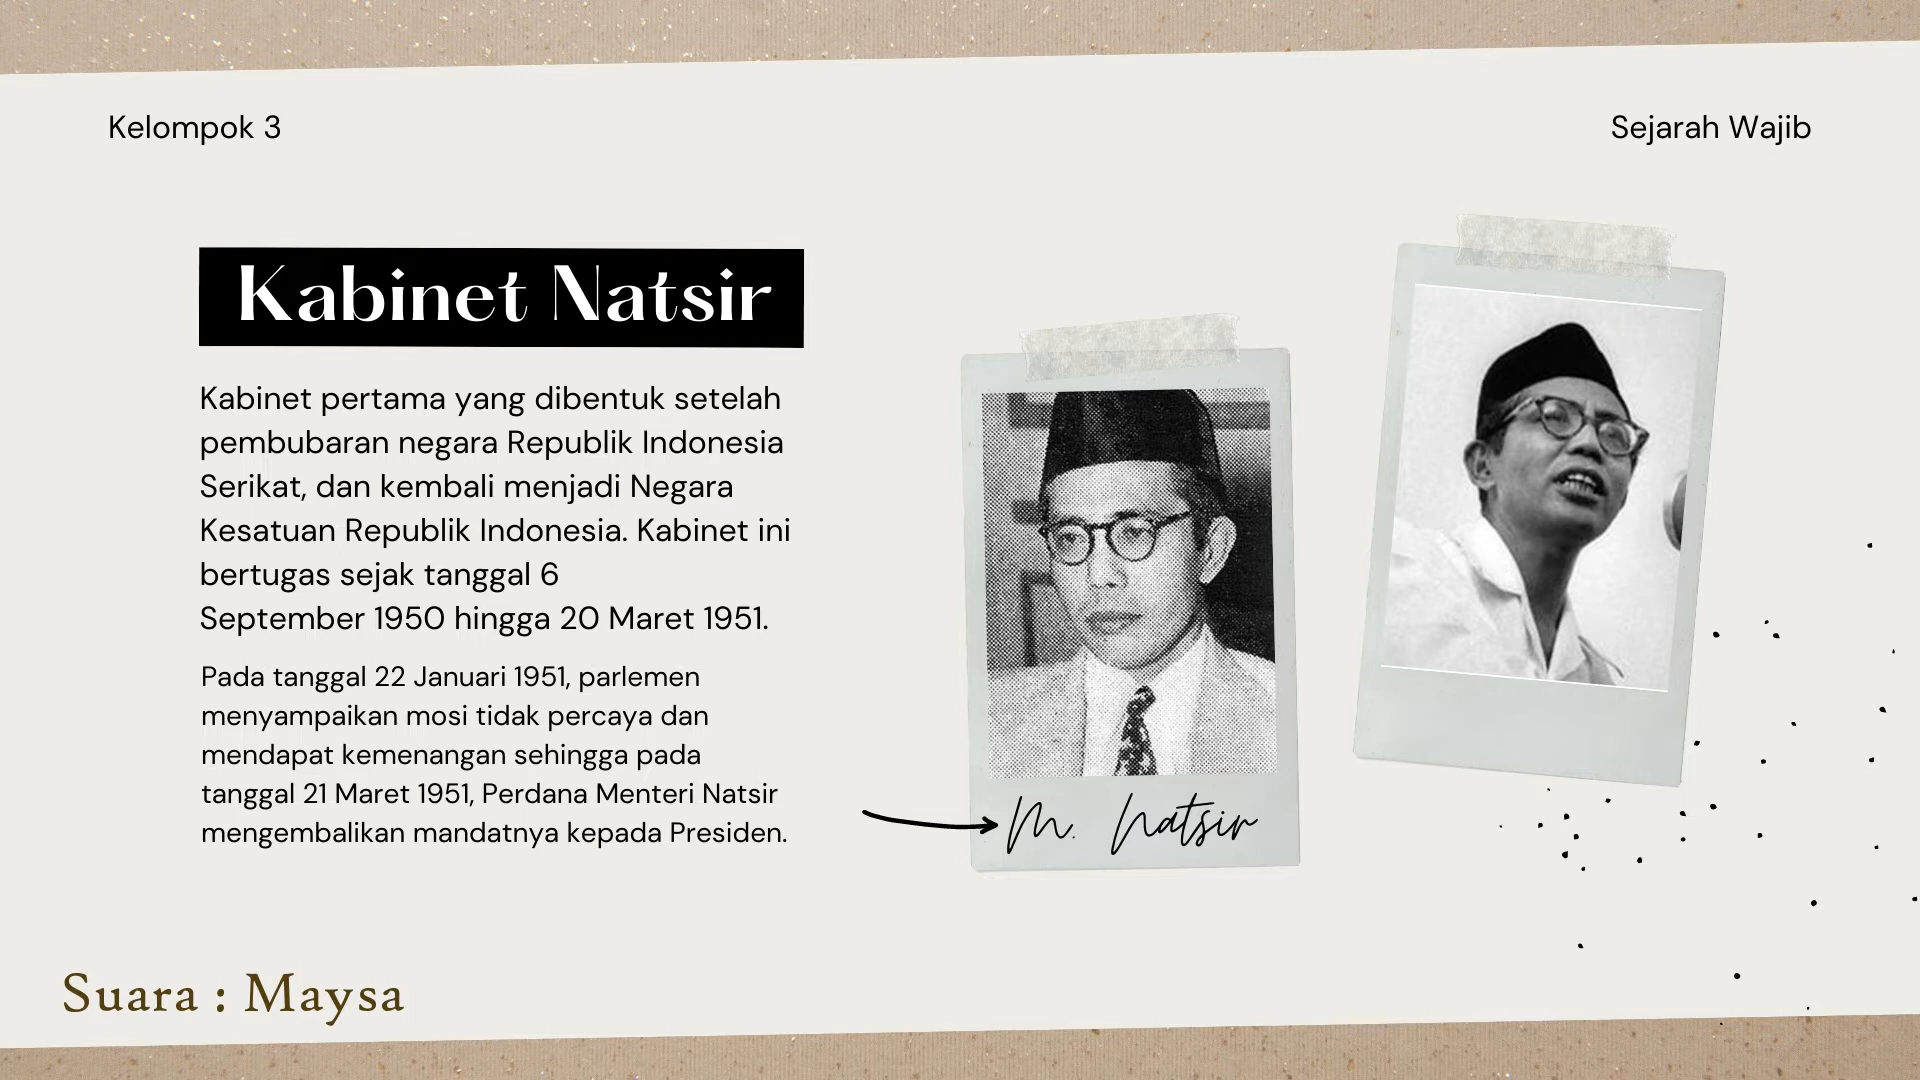 Kelompok 3
Sejarah Wajib
Kabinet Natsir
Kabinet pertama yang dibentuk setelah
pembubaran negara Republik Indonesia
Serikat, dan kembali menjadi Negara
Kesatuan Republik Indonesia. Kabinet ini
bertugas sejak tanggal 6
September 1950 hingga 20 Maret 1951.
Pada tanggal 22 Januari 1951, parlemen
menyampaikan mosi tidak percaya dan
mendapat kemenangan sehingga pada
tanggal 21 Maret 1951, Perdana Menteri Natsir
mengembalikan mandatnya kepada Presiden.
M. Natsir
Suara : Maysa